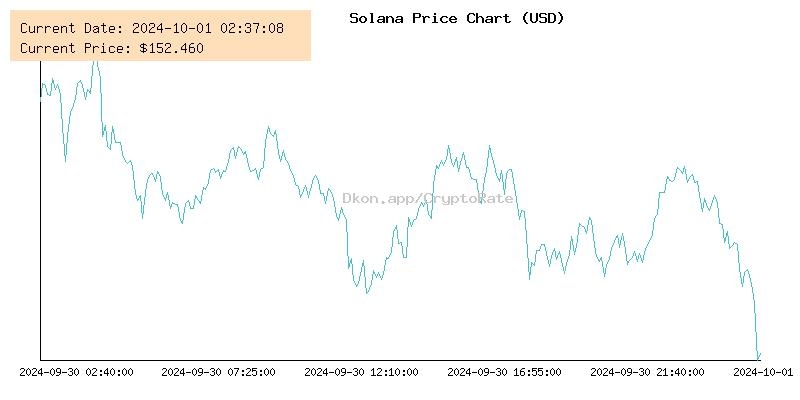 Solana Price Chart (USD)
Current Date: 2024-10-01 02:37:08
Current Price: $152.460
Dkon.app/CryptoRate
2024-09-30 02:40:00 2024-09-30 07:25:00 2024-09-30 12:10:00 2024-09-30 16:55:00 2024-09-30 21:40:00 2024-10-01